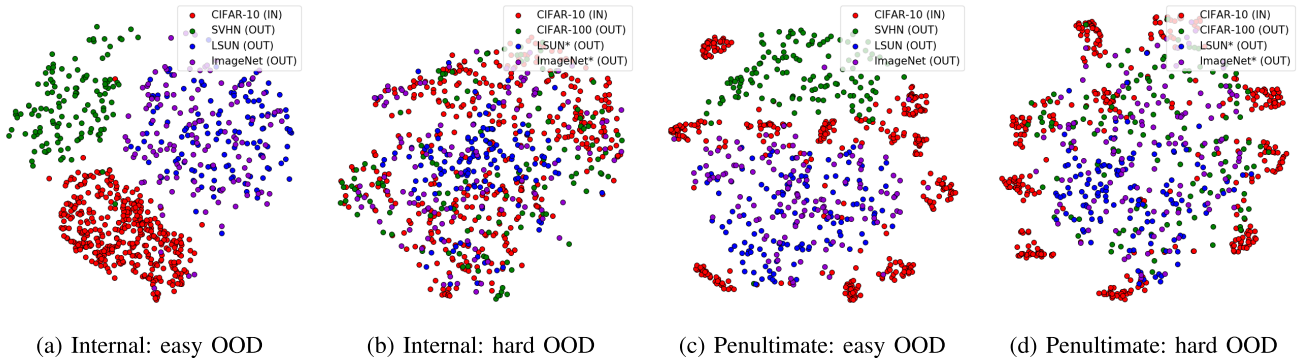 CIFAR-10 (IN)
SVHN (OUT)
LSUN (OUT)
ImageNet (OUT)
CIFAR-10 (IN)
CIFAR-100 (OUT)
LSUN* (OUT)
ImageNet* (OUT)
CIFAR-10 (IN)
SVHN (OUT)
LSUN (OUT)
ImageNet (OUT)
CIFAR-10 (IN)
CIFAR-100 (OUT)
LSUN* (OUT)
ImageNet* (OUT)
(a) Internal: easy OOD
(b) Internal: hard OOD
(c) Penultimate: easy OOD
(d) Penultimate: hard OOD